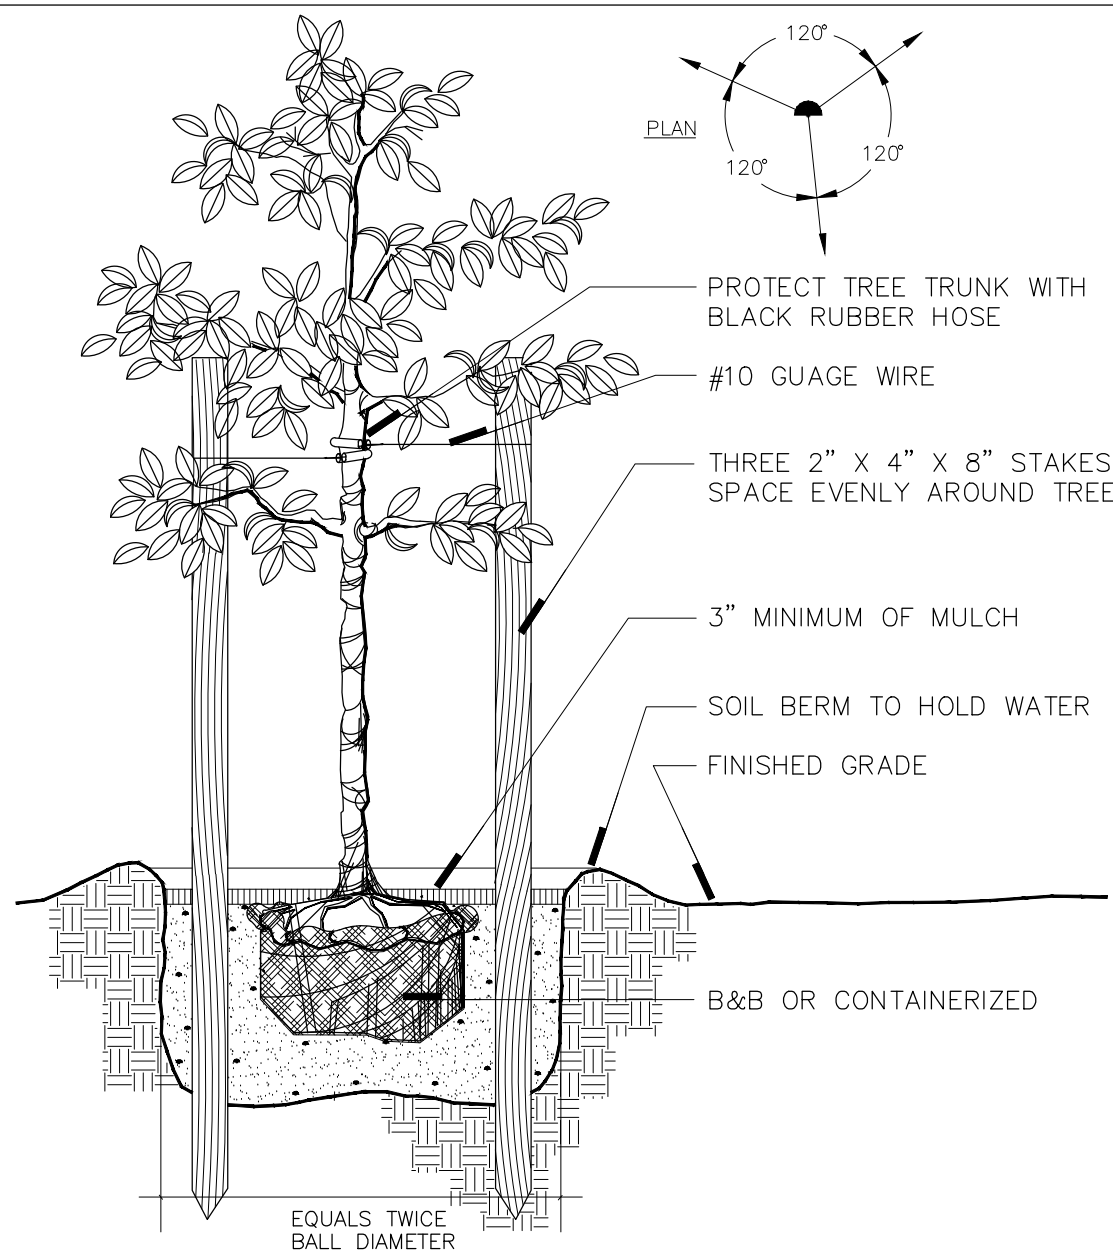 120°
PLAN
120°
120°
PROTECT TREE TRUNK WITH
BLACK RUBBER HOSE
#10 GUAGE WIRE
THREE 2" X 4" X 8" STAKES
SPACE EVENLY AROUND TREE
3" MINIMUM OF MULCH
SOIL BERM TO HOLD WATER
FINISHED GRADE
B&B OR CONTAINERIZED
EQUALS TWICE
BALL DIAMETER